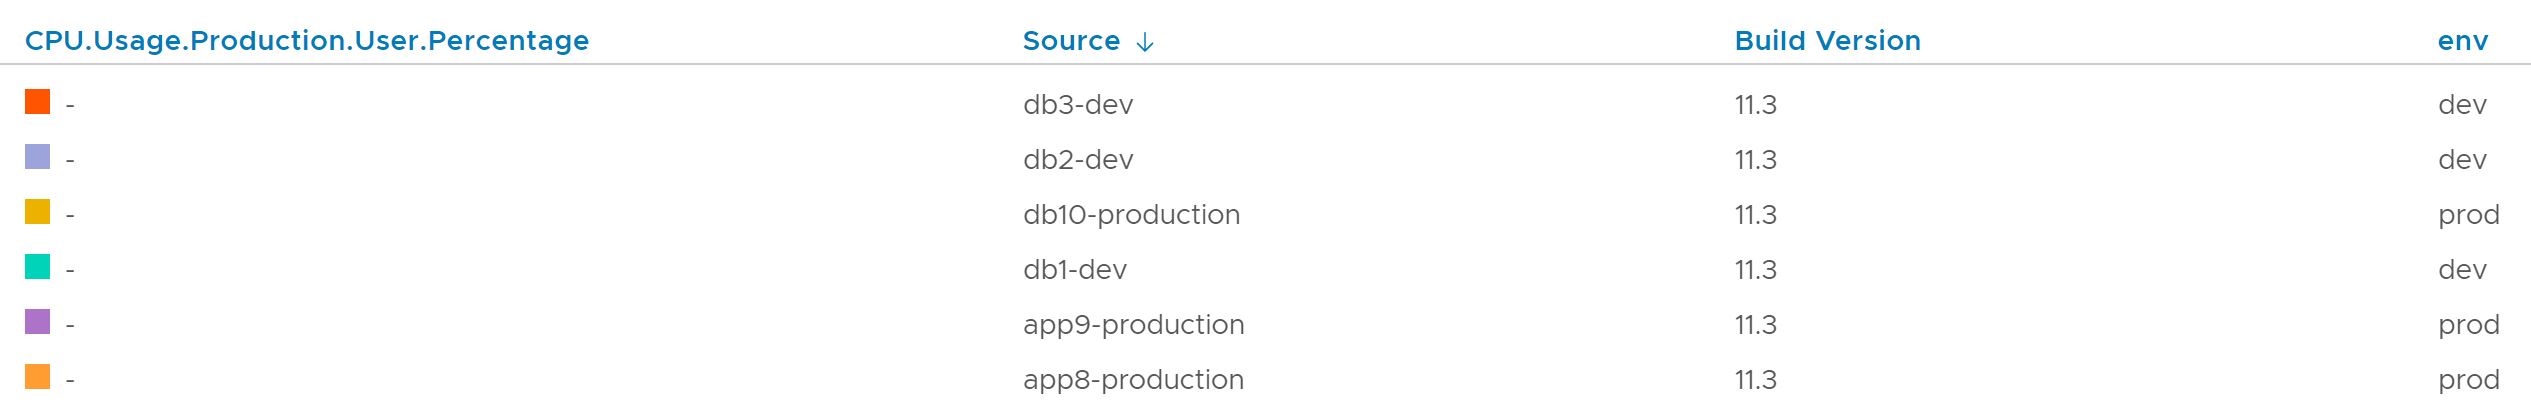 CPU.Usage.Production.User.Percentage Source ↓ Build Version env
- db3-dev 11.3 dev
- db2-dev 11.3 dev
- db10-production 11.3 prod
- db1-dev 11.3 dev
- app9-production 11.3 prod
- app8-production 11.3 prod